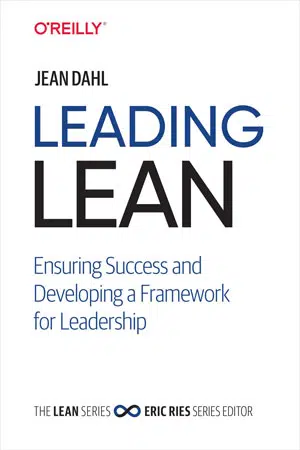 O'REILLY®
JEAN DAHL
LEADING
LEAN
Ensuring Success and
Developing a Framework
for Leadership
THE LEAN SERIES ERIC RIES SERIES EDITOR